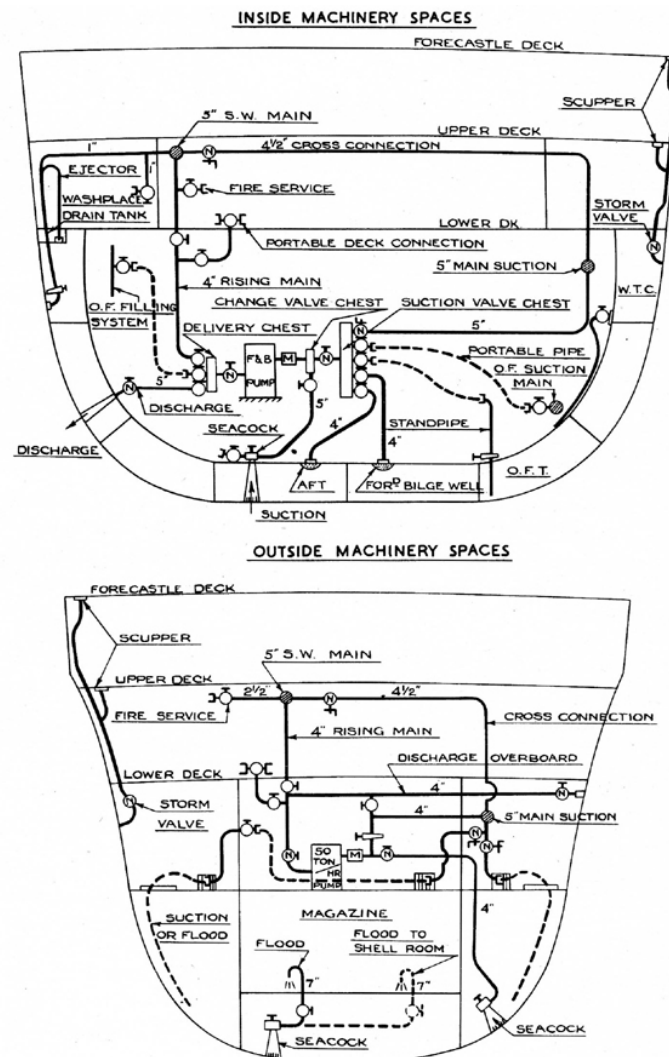 INSIDE MACHINERY SPACES
FORECASTLE DECK
SCUPPER
5" S.W. MAIN
UPPER DECK
1"
4½" CROSS CONNECTION
EJECTOR
1"
WASHPLACE
DRAIN TANK
FIRE SERVICE
STORM
VALVE
LOWER DK.
PORTABLE DECK CONNECTION
5" MAIN SUCTION
W.T.C.
4" RISING MAIN
O.F. FILLING
SYSTEM
CHANGE VALVE CHEST
SUCTION VALVE CHEST
DELIVERY CHEST
5"
F&B
PUMP
M
N
PORTABLE PIPE
O.F. SUCTION
MAIN
5"
DISCHARGE
5"
4"
4"
STANDPIPE
SEACOCK
DISCHARGE
AFT
FORD BILGE WELL
O.F.T.
SUCTION
OUTSIDE MACHINERY SPACES
FORECASTLE DECK
SCUPPER
5" S.W. MAIN
UPPER DECK
2½"
4½"
FIRE SERVICE
CROSS CONNECTION
4" RISING MAIN
DISCHARGE OVERBOARD
LOWER DECK
4"
STORM
VALVE
4"
5" MAIN SUCTION
50
TON
/HR
PUMP
M
N
SUCTION
OR FLOOD
MAGAZINE
4"
FLOOD
FLOOD TO
SHELL ROOM
7"
7"
SEACOCK
SEACOCK